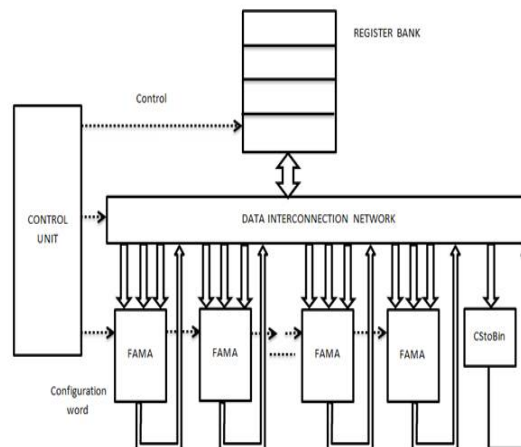 REGISTER BANK
Control
CONTROL
UNIT
DATA INTERCONNECTION NETWORK
FAMA
FAMA
FAMA
FAMA
CStoBin
Configuration
word